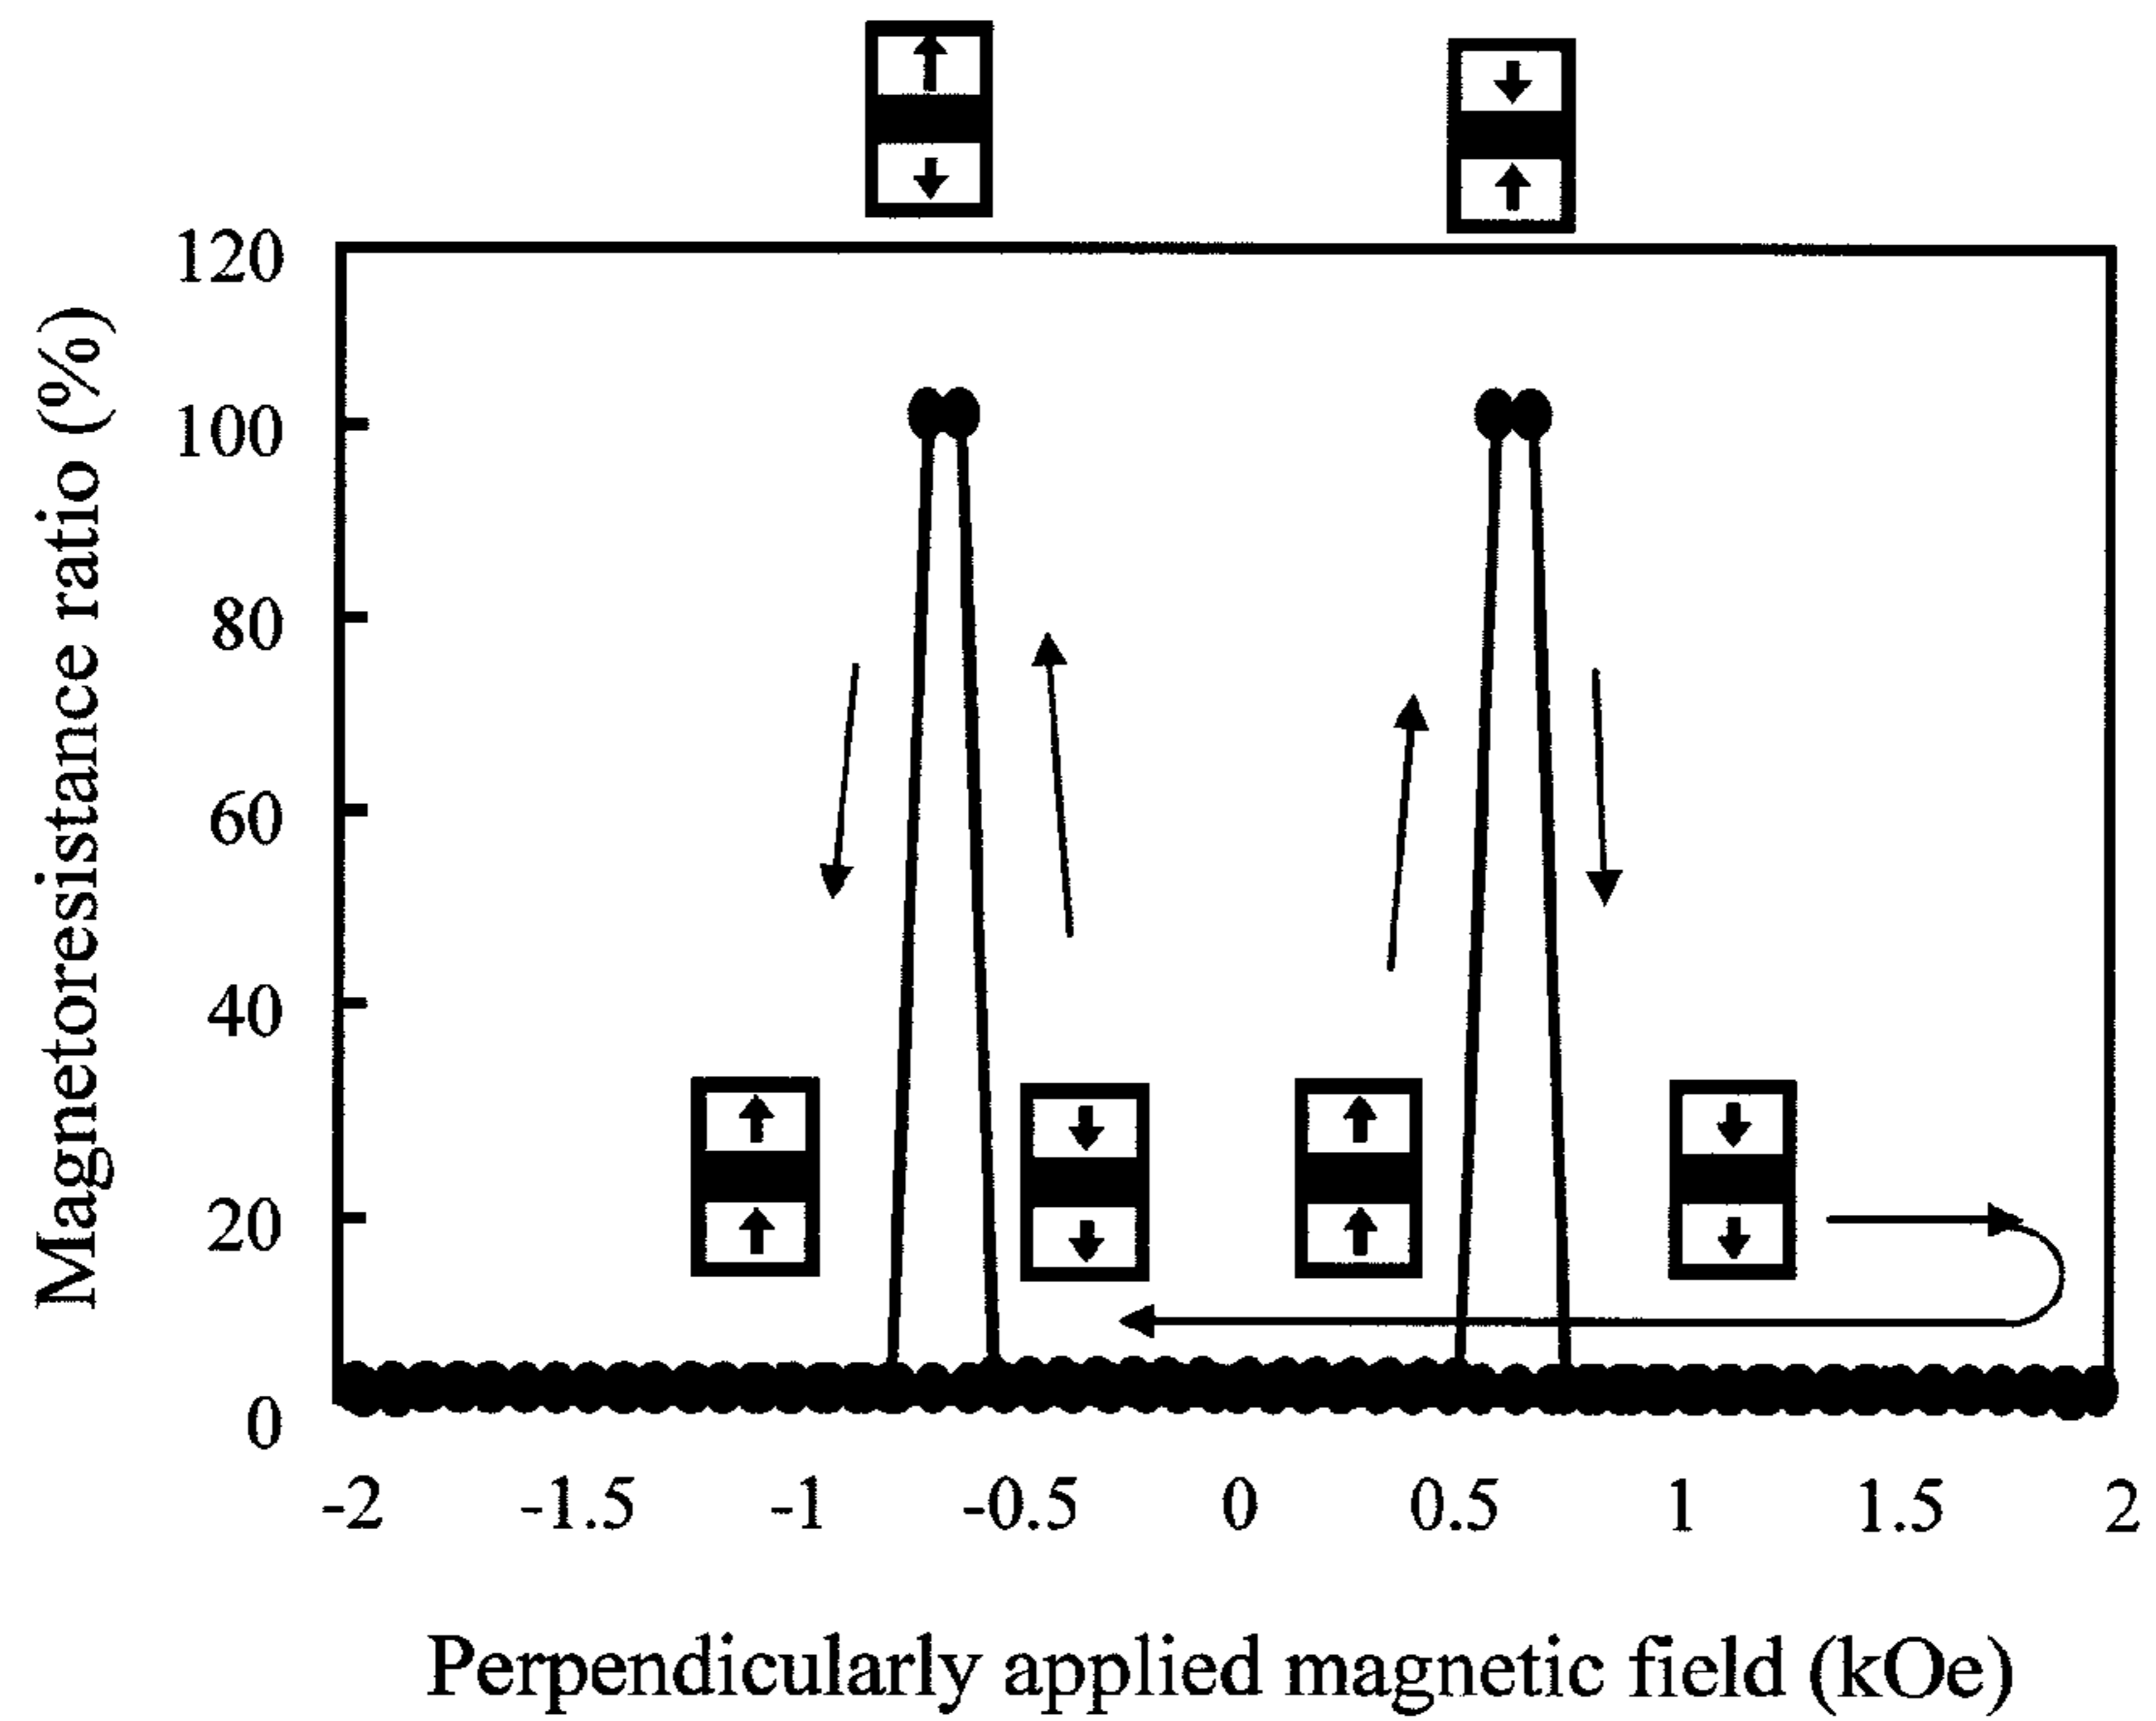 Magnetoresistance ratio (%)
120
100
80
60
40
20
0
-2 -1.5 -1 -0.5 0 0.5 1 1.5 2
Perpendicularly applied magnetic field (kOe)